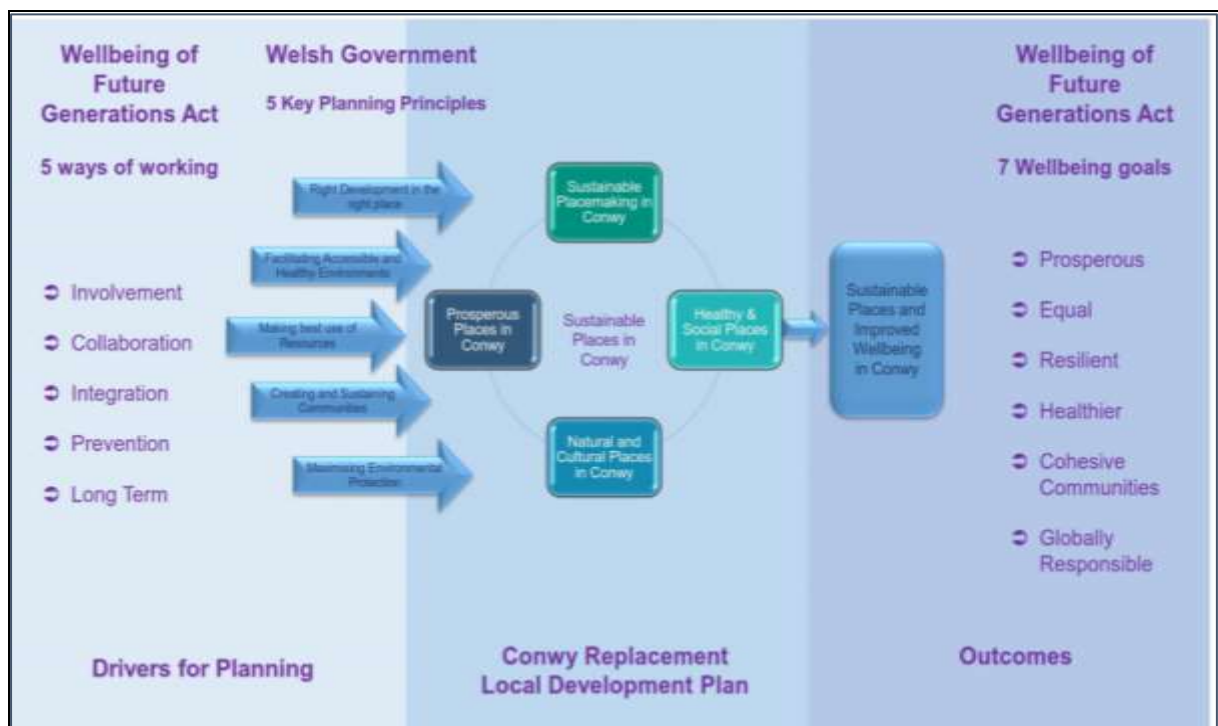 Wellbeing of
Future
Generations Act
5 ways of working
Involvement
Collaboration
Integration
Prevention
Long Term
Welsh Government
5 Key Planning Principles
Right Development in the
right place
Facilitating Accessible and
Healthy Environments
Making best use of
Resources
Creating and Sustaining
Communities
Maximising Environmental
Protection
Drivers for Planning
Sustainable
Placemaking in
Conwy
Prosperous
Places in
Conwy
Sustainable
Places in
Conwy
Healthy &
Social Places
in Conwy
Natural and
Cultural Places
in Conwy
Conwy Replacement
Local Development Plan
Sustainable
Places and
Improved
Wellbeing
in Conwy
Wellbeing of
Future
Generations Act
7 Wellbeing goals
Prosperous
Equal
Resilient
Healthier
Cohesive
Communities
Globally
Responsible
Outcomes